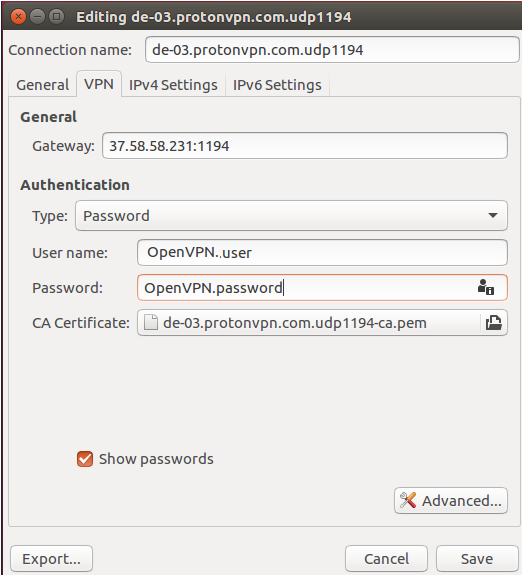 Editing de-03.protonvpn.com.udp1194
Connection name: de-03.protonvpn.com.udp1194
General VPN IPv4 Settings IPv6 Settings
General
Gateway: 37.58.58.231:1194
Authentication
Type: Password
User name: OpenVPN..user
Password: OpenVPN.password
CA Certificate: de-03.protonvpn.com.udp1194-ca.pem
Show passwords
Advanced...
Export... Cancel Save